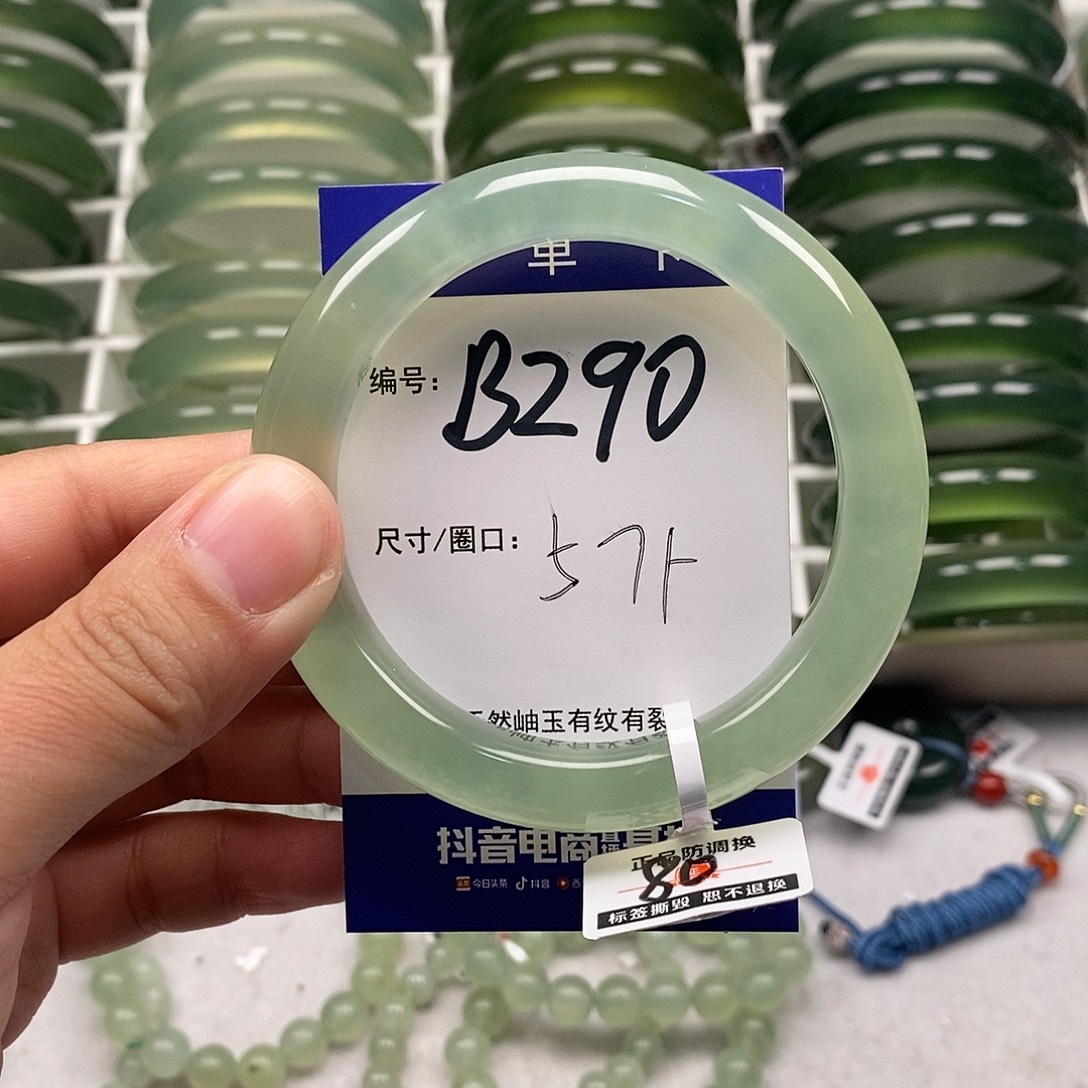 单
编号：B290
尺寸/圈口：57
天然岫玉有纹有裂
抖音电商
今日头条 抖音
正品防调换
80
标签撕毁 恕不退换